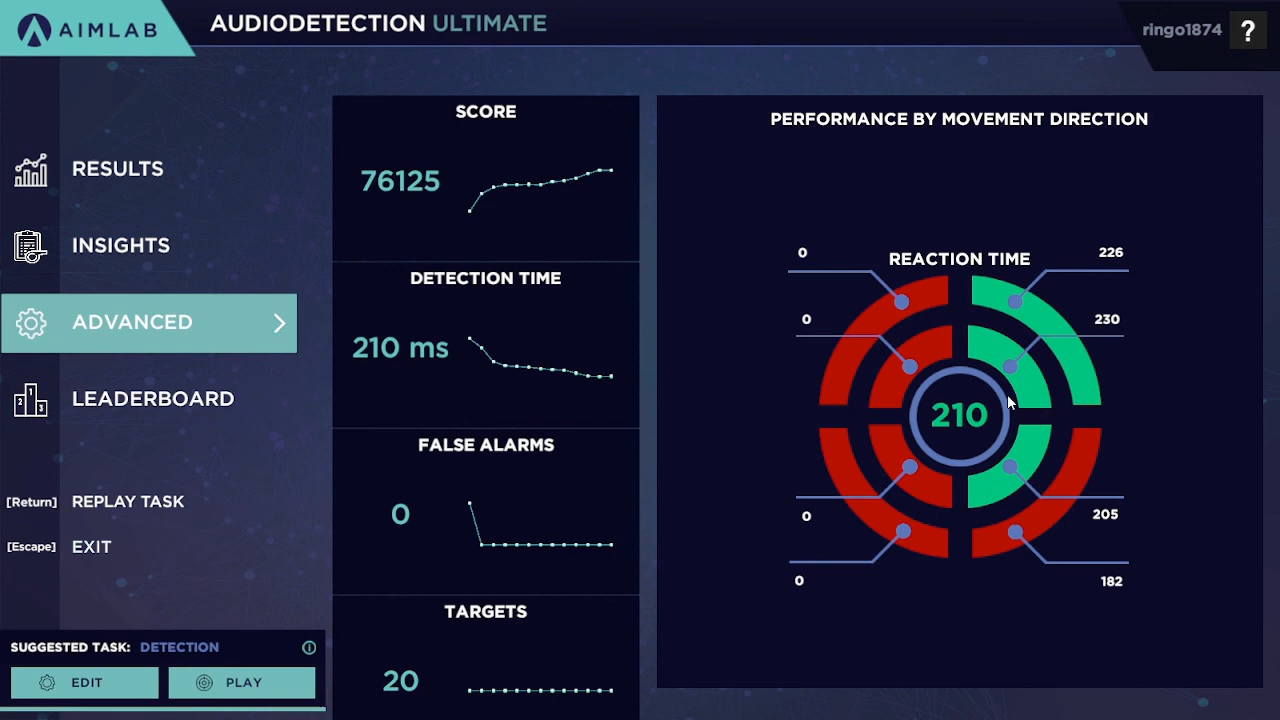 AIMLAB
AUDIODETECTION ULTIMATE
ringo1874
?
RESULTS
INSIGHTS
ADVANCED
LEADERBOARD
[Return] REPLAY TASK
[Escape] EXIT
SUGGESTED TASK: DETECTION
EDIT
PLAY
SCORE
76125
DETECTION TIME
210 ms
FALSE ALARMS
0
TARGETS
20
PERFORMANCE BY MOVEMENT DIRECTION
REACTION TIME
0
226
0
230
210
0
205
0
182